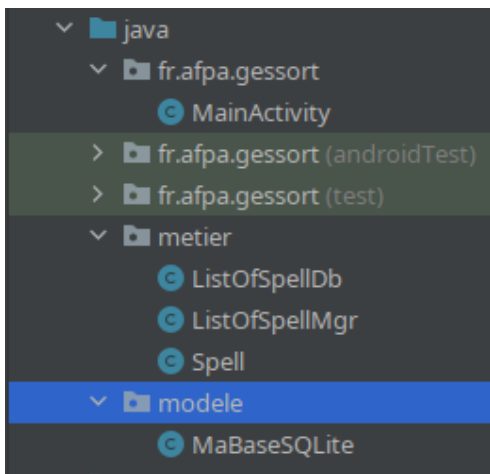 java
fr.afpa.gessort
C MainActivity
fr.afpa.gessort (androidTest)
fr.afpa.gessort (test)
metier
C ListOfSpellDb
C ListOfSpellMgr
C Spell
modele
C MaBaseSQLite